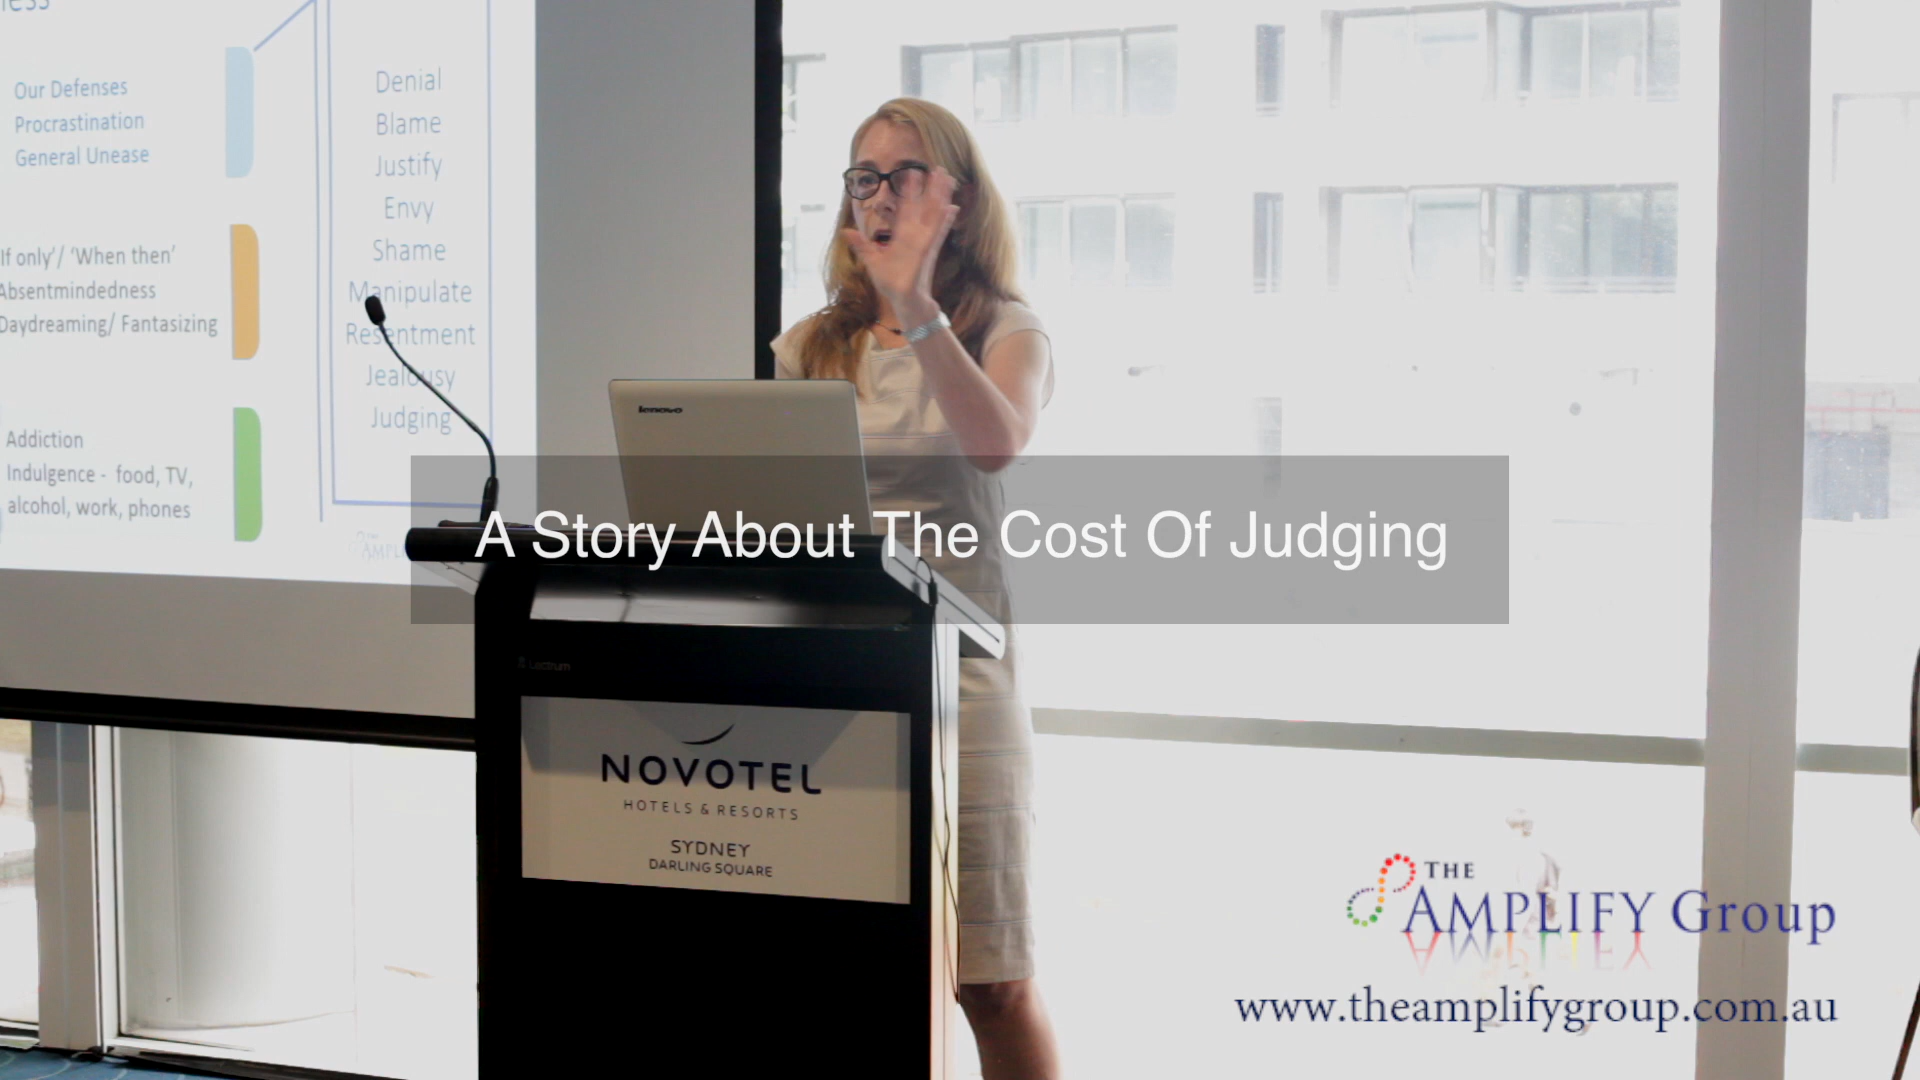 Our Defenses
Procrastination
General Unease
If only'/ 'When then'
Absentmindedness
Daydreaming/ Fantasizing
Addiction
Indulgence - food, TV,
alcohol, work, phones
Denial
Blame
Justify
Envy
Shame
Manipulate
Resentment
Jealousy
Judging
lenovo
A Story About The Cost Of Judging
Lectrum
NOVOTEL
HOTELS & RESORTS
SYDNEY
DARLING SQUARE
THE
AMPLIFY Group
www.theamplifygroup.com.au